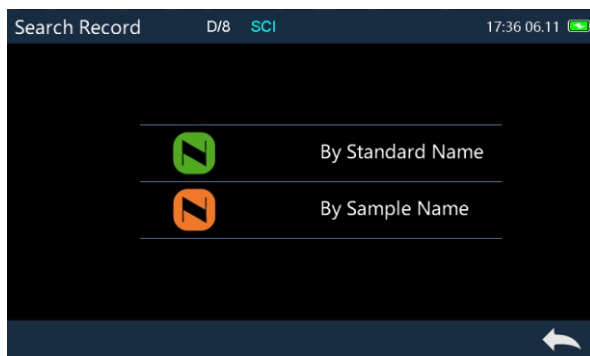 Search Record D/8 SCI 17:36 06.11
N By Standard Name
N By Sample Name